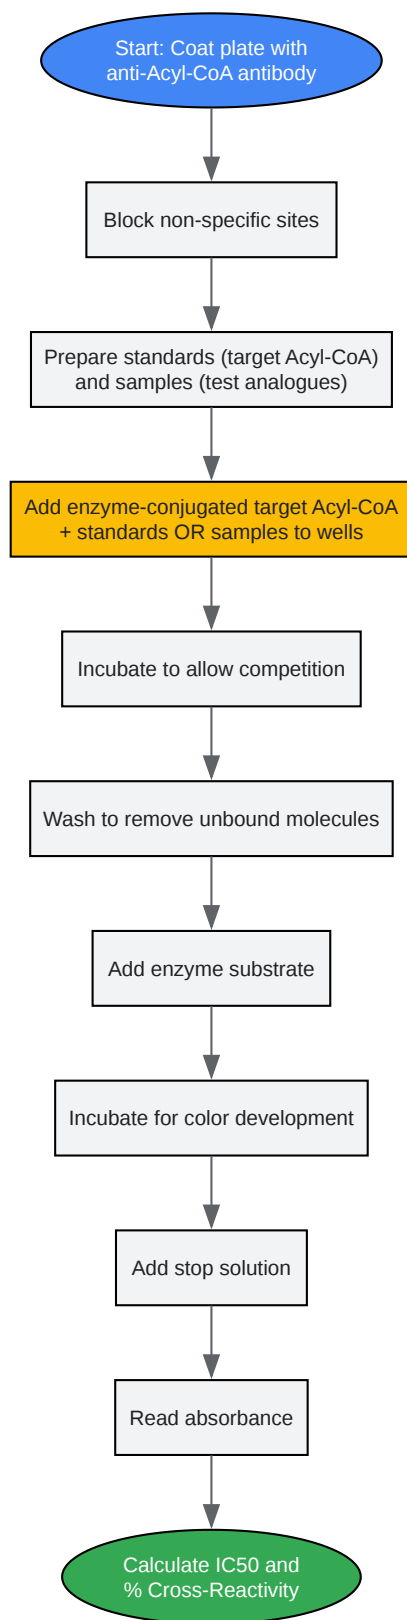 Start: Coat plate with
anti-Acyl-CoA antibody
Block non-specific sites
Prepare standards (target Acyl-CoA)
and samples (test analogues)
Add enzyme-conjugated target Acyl-CoA
+ standards OR samples to wells
Incubate to allow competition
Wash to remove unbound molecules
Add enzyme substrate
Incubate for color development
Add stop solution
Read absorbance
Calculate IC50 and
% Cross-Reactivity